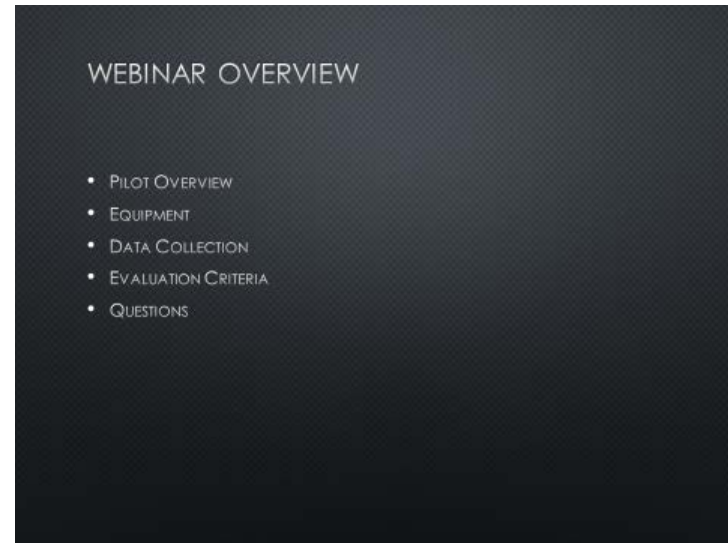 WEBINAR OVERVIEW
• PILOT OVERVIEW
• EQUIPMENT
• DATA COLLECTION
• EVALUATION CRITERIA
• QUESTIONS